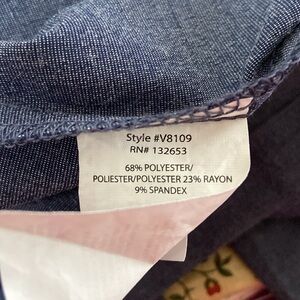 Style #V8109
RN# 132653
68% POLYESTER/
POLIESTER/POLYESTER 23% RAYON
9% SPANDEX